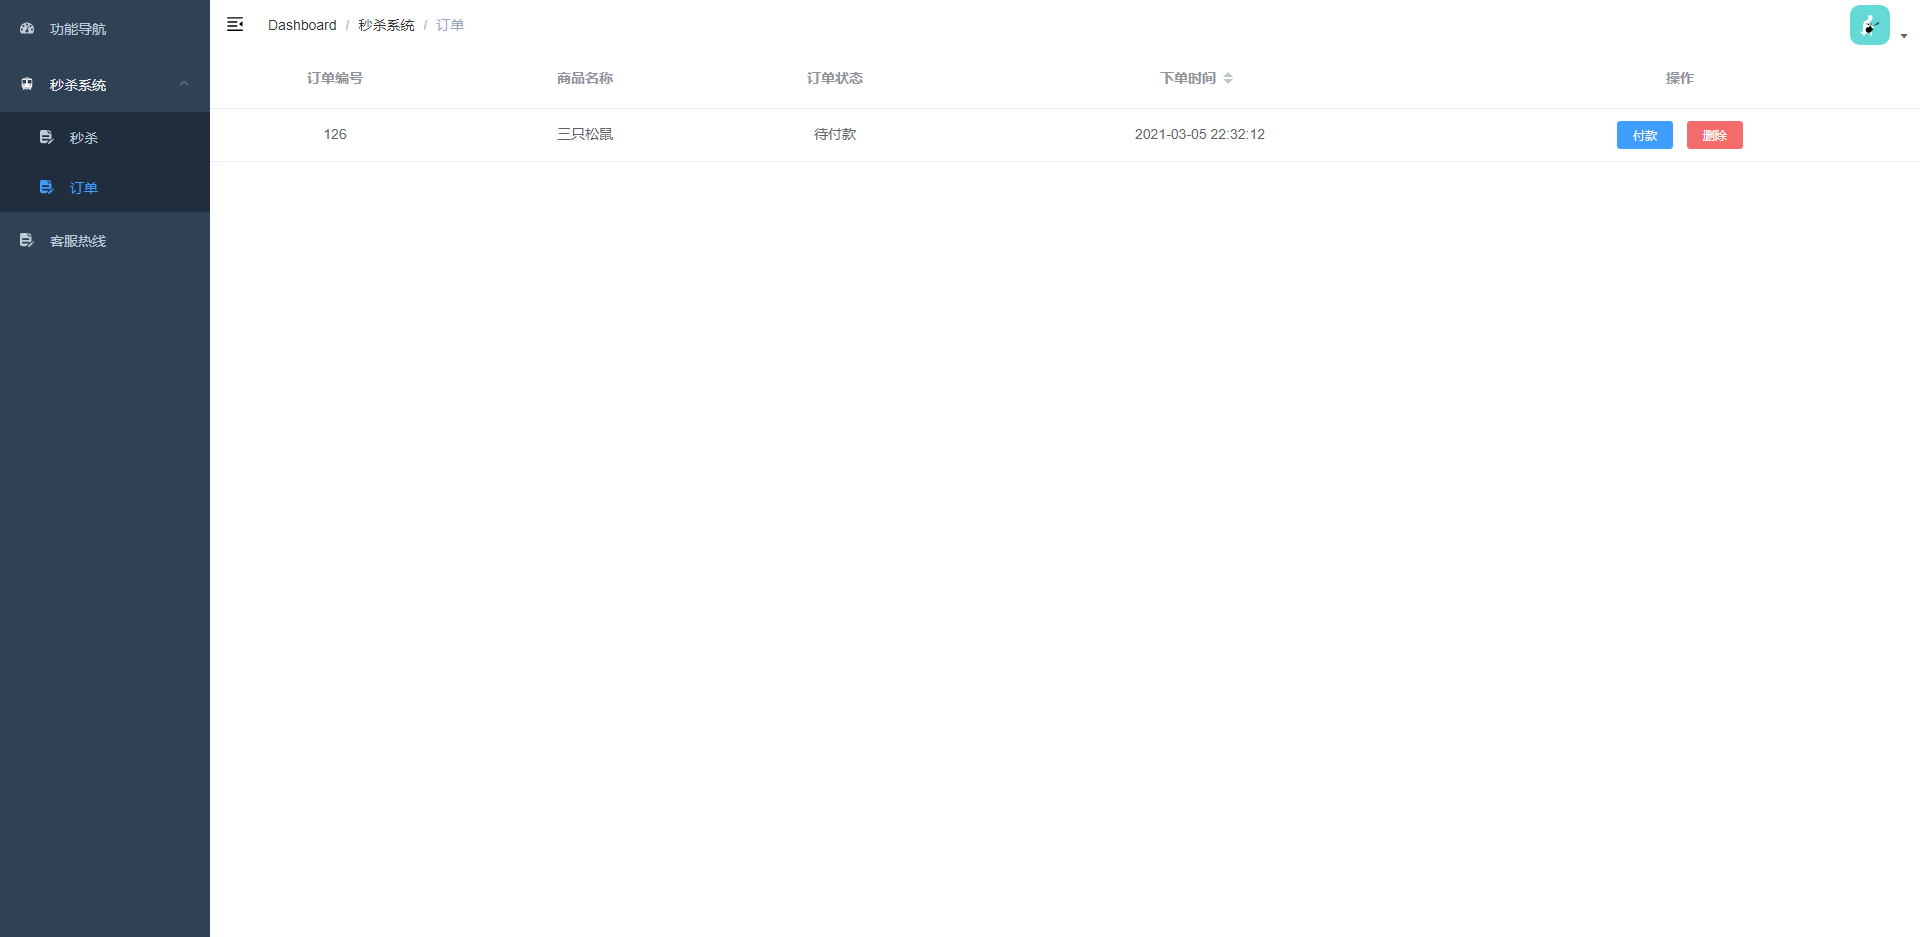 功能导航
秒杀系统
秒杀
订单
客服热线
Dashboard / 秒杀系统 / 订单
订单编号 商品名称 订单状态 下单时间 操作
126 三只松鼠 待付款 2021-03-05 22:32:12 付款 删除